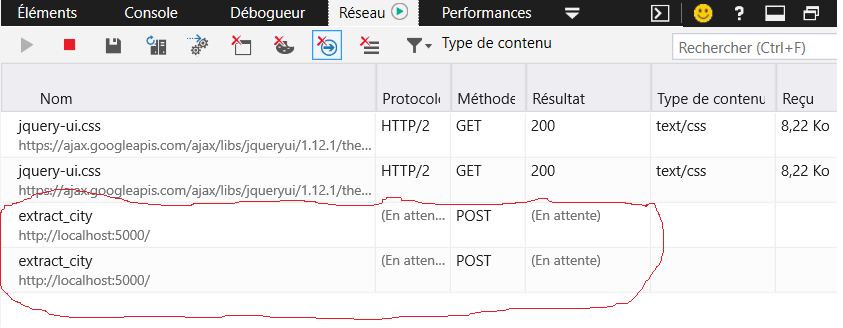 Éléments Console Débogueur Réseau Performances ?
Type de contenu
Rechercher (Ctrl+F)
Nom Protocole Méthode Résultat Type de contenu Reçu
jquery-ui.css HTTP/2 GET 200 text/css 8,22 Ko
https://ajax.googleapis.com/ajax/libs/jqueryui/1.12.1/the...
jquery-ui.css HTTP/2 GET 200 text/css 8,22 Ko
https://ajax.googleapis.com/ajax/libs/jqueryui/1.12.1/the...
extract_city (En atten... POST (En attente)
http://localhost:5000/
extract_city (En atten... POST (En attente)
http://localhost:5000/